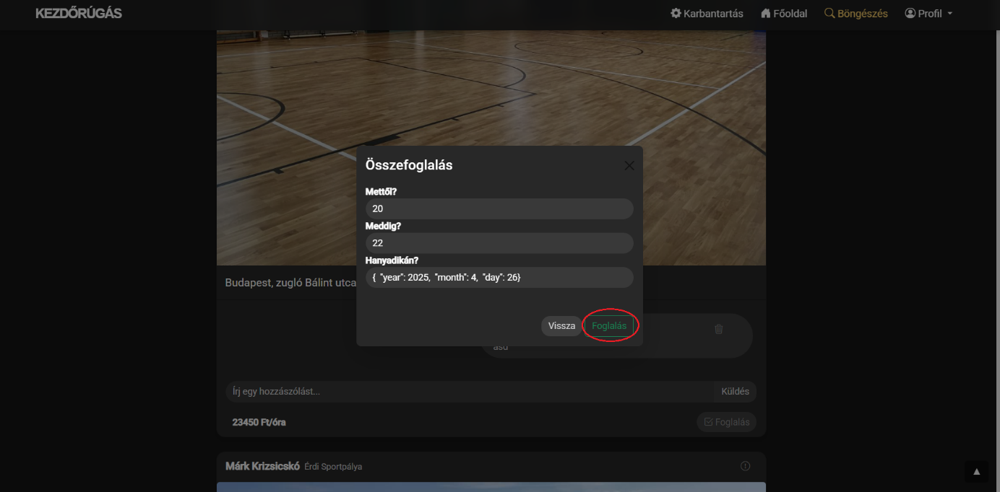 KEZDŐRÚGÁS
Karbantartás Főoldal Böngészés Profil
Összefoglalás
Mettől?
20
Meddig?
22
Hanyadikán?
{ "year": 2025, "month": 4, "day": 26}
Budapest, zugló Bálint utca
Vissza Foglalás
asd
Írj egy hozzászólást... Küldés
23450 Ft/óra Foglalás
Márk Krizsicskó Érdi Sportpálya